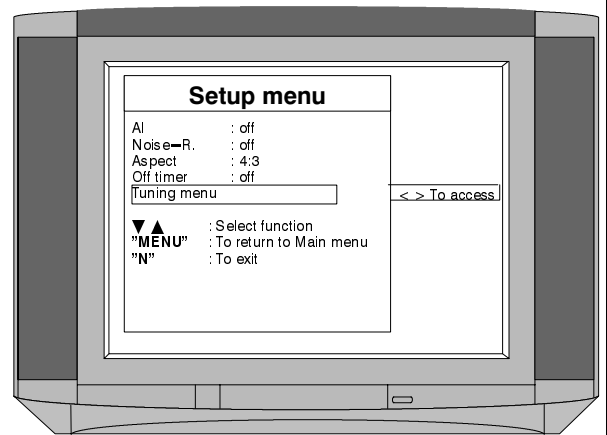 Setup menu
AI : off
Noise–R. : off
Aspect : 4:3
Off timer : off
Tuning menu
< > To access
▼ ▲ : Select function
"MENU" : To return to Main menu
"N" : To exit